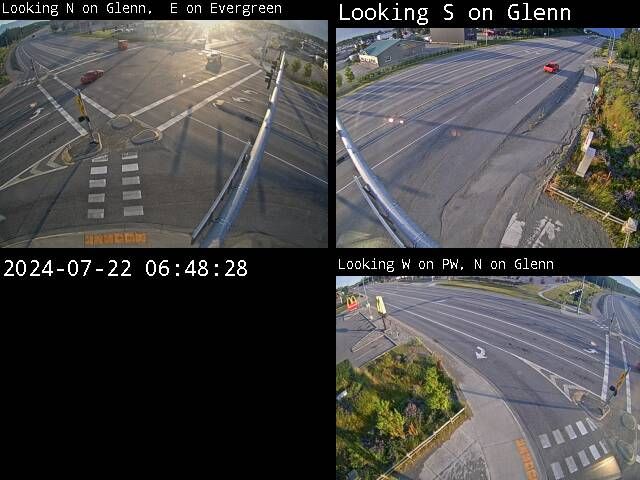 Looking N on Glenn,  E on Evergreen
Looking S on Glenn
2024-07-22 06:48:28
Looking W on PW, N on Glenn